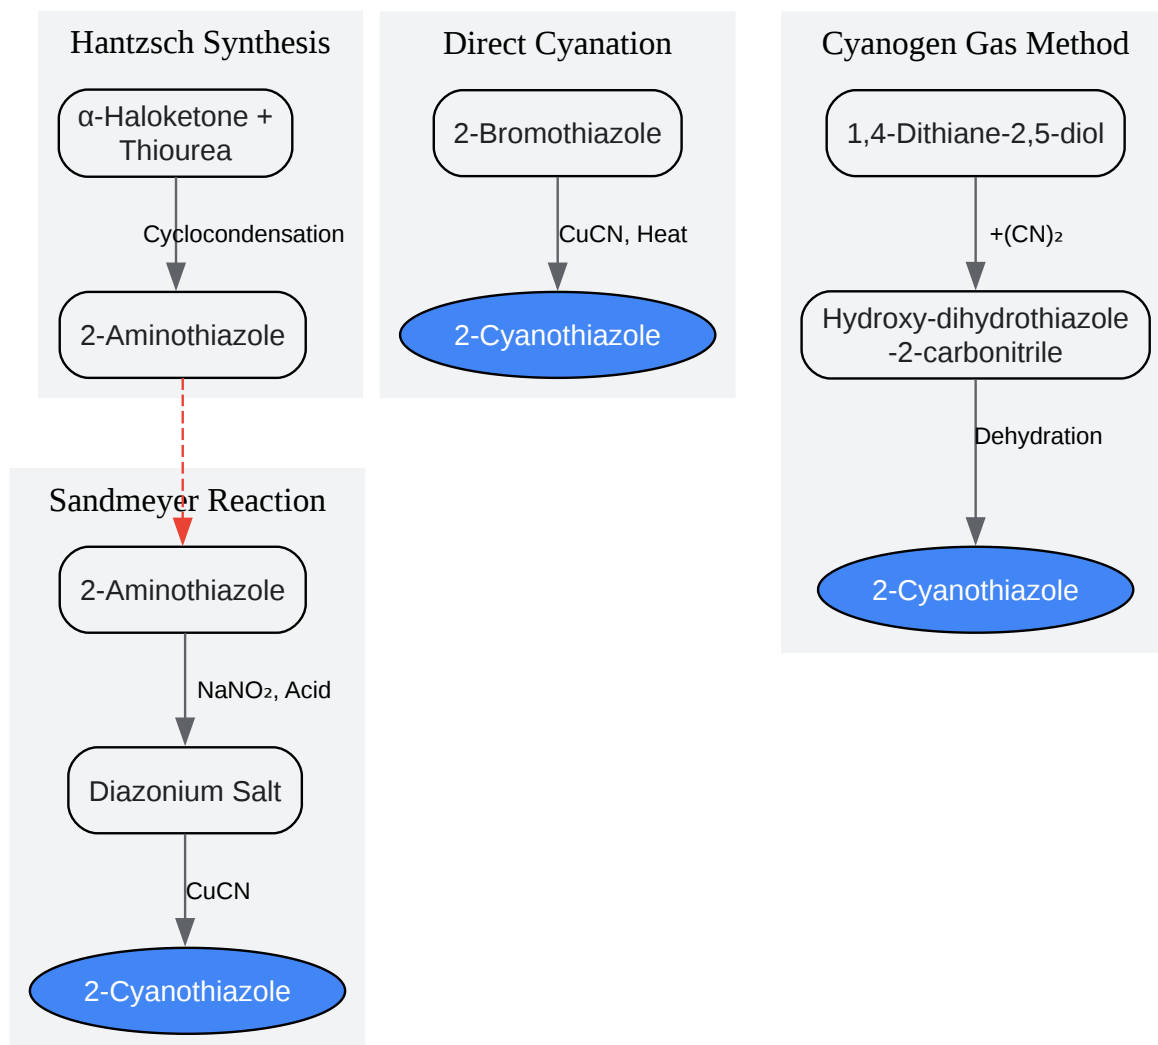 Hantzsch Synthesis
α-Haloketone +
Thiourea
Cyclocondensation
2-Aminothiazole
Sandmeyer Reaction
2-Aminothiazole
NaNO₂, Acid
Diazonium Salt
CuCN
2-Cyanothiazole
Direct Cyanation
2-Bromothiazole
CuCN, Heat
2-Cyanothiazole
Cyanogen Gas Method
1,4-Dithiane-2,5-diol
+(CN)₂
Hydroxy-dihydrothiazole
-2-carbonitrile
Dehydration
2-Cyanothiazole